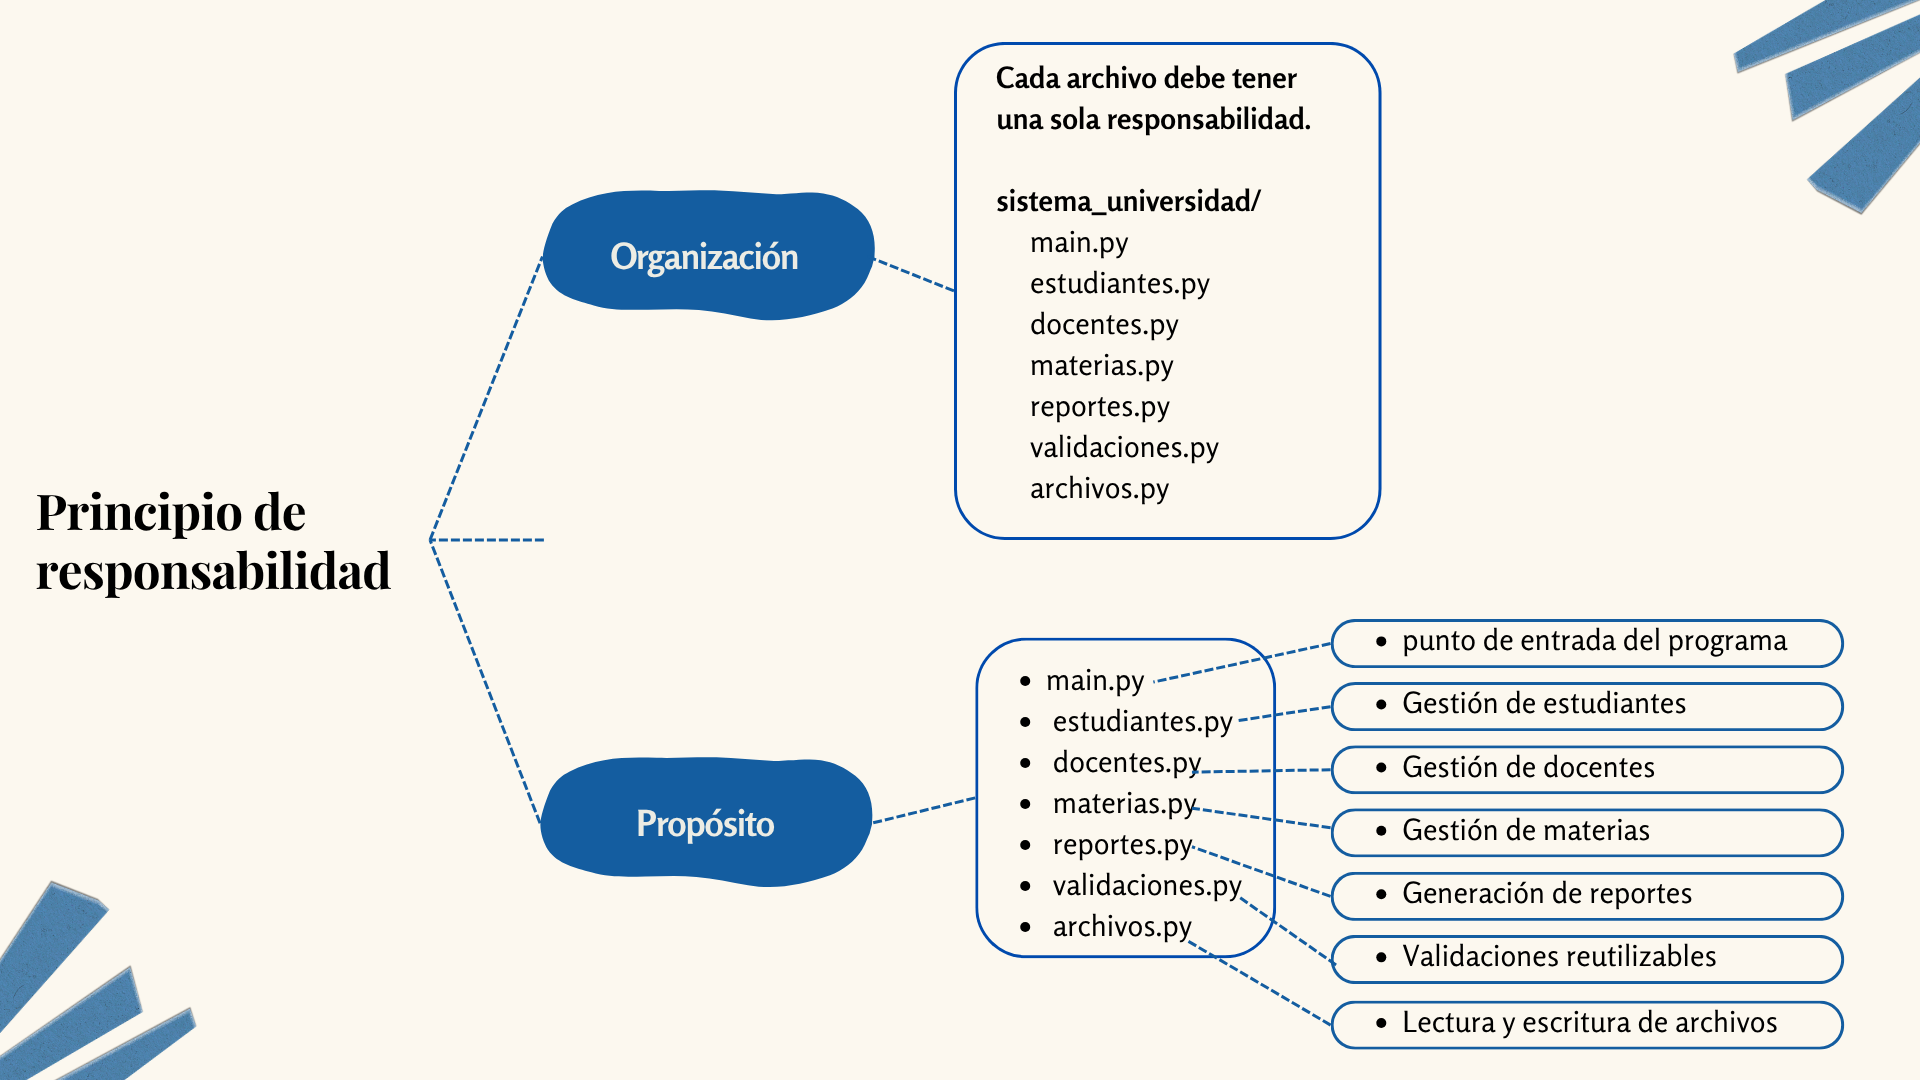 Principio de
responsabilidad
Organización
Cada archivo debe tener
una sola responsabilidad.
sistema_universidad/
main.py
estudiantes.py
docentes.py
materias.py
reportes.py
validaciones.py
archivos.py
Propósito
• main.py
• estudiantes.py
• docentes.py
• materias.py
• reportes.py
• validaciones.py
• archivos.py
• punto de entrada del programa
• Gestión de estudiantes
• Gestión de docentes
• Gestión de materias
• Generación de reportes
• Validaciones reutilizables
• Lectura y escritura de archivos